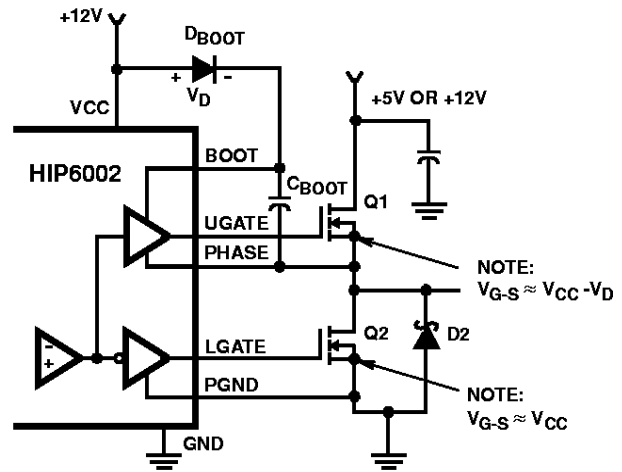 +12V
DBOOT
+ -
VD
VCC
+5V OR +12V
BOOT
HIP6002
CBOOT
Q1
UGATE
PHASE
NOTE:
VG-S ≈ VCC -VD
- +
LGATE
Q2
D2
PGND
NOTE:
VG-S ≈ VCC
GND